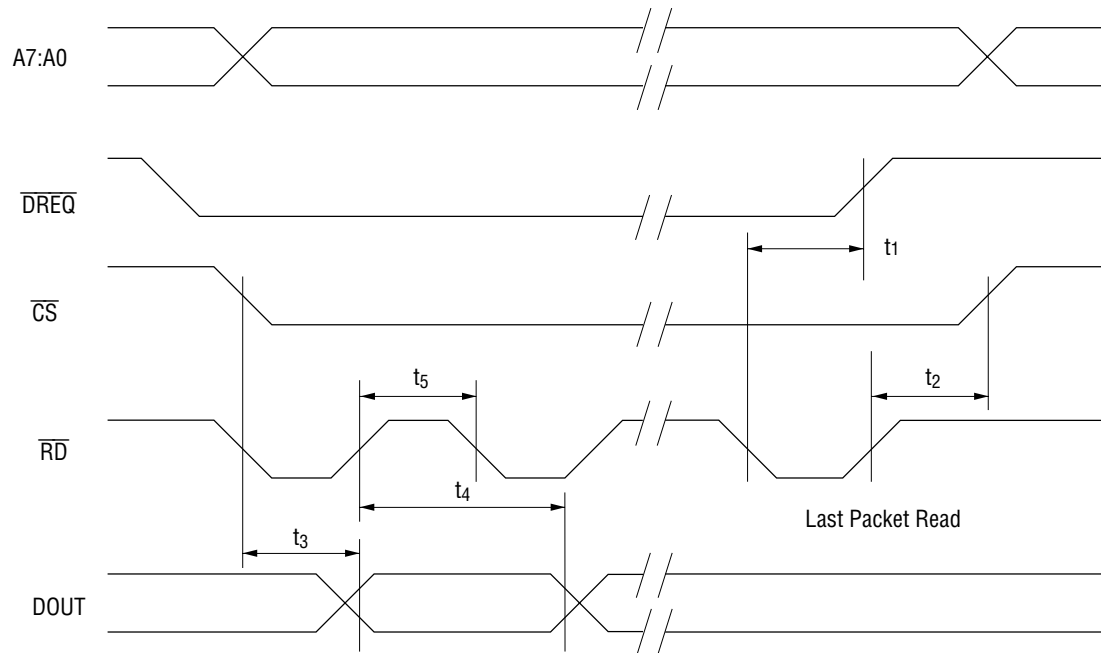 A7:A0
DREQ
t1
CS
t2
t5
RD
t4
Last Packet Read
t3
DOUT